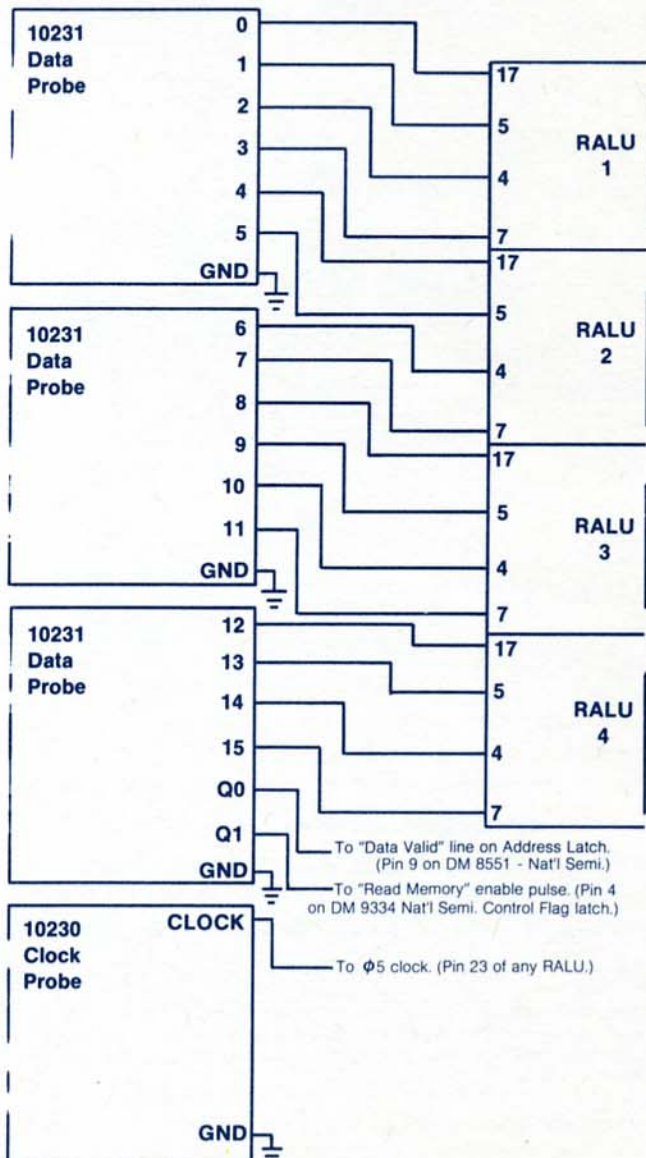 10231
Data
Probe
0
1
2
3
4
5
GND
17
5
4
7
RALU
1
10231
Data
Probe
6
7
8
9
10
11
GND
17
5
4
7
RALU
2
17
5
4
7
RALU
3
10231
Data
Probe
12
13
14
15
Q0
Q1
GND
17
5
4
7
RALU
4
To "Data Valid" line on Address Latch.
(Pin 9 on DM 8551 - Nat'l Semi.)
To "Read Memory" enable pulse. (Pin 4
on DM 9334 Nat'l Semi. Control Flag latch.)
10230
Clock
Probe
CLOCK
To ϕ5 clock. (Pin 23 of any RALU.)
GND